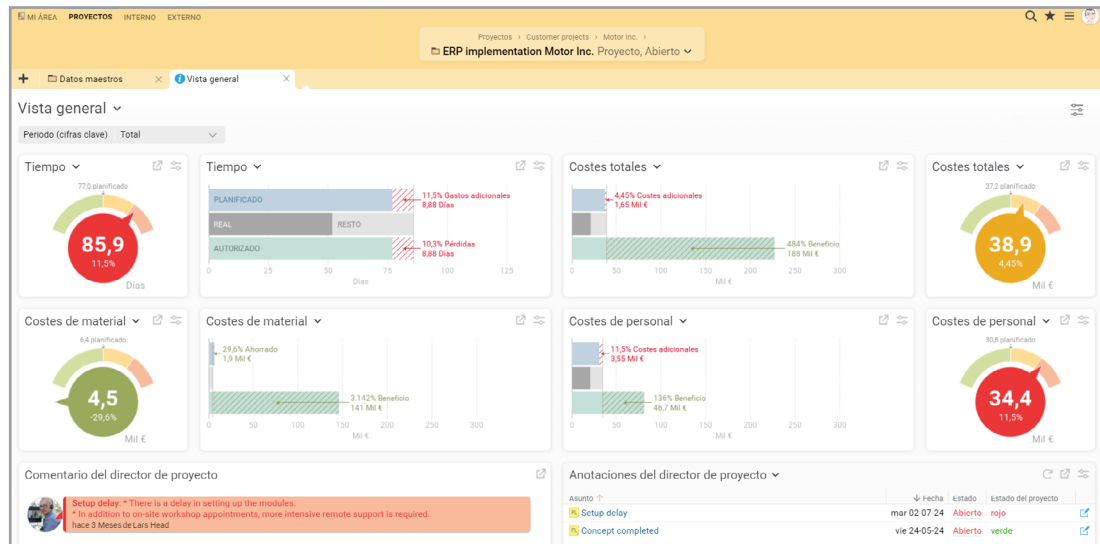 MI ÁREA PROYECTOS INTERNO EXTERNO
Proyectos › Customer projects › Motor Inc. ›
ERP implementation Motor Inc. Proyecto, Abierto
Datos maestros × Vista general ×
Vista general
Periodo (cifras clave) Total
Tiempo
77,0 planificado
85,9
11,5%
Días
Tiempo
PLANIFICADO
11,5% Gastos adicionales
8,88 Días
REAL RESTO
AUTORIZADO
10,3% Pérdidas
8,88 Días
0 25 50 75 100 125
Días
Costes totales
4,45% Costes adicionales
1,65 Mil €
484% Beneficio
188 Mil €
0 50 100 150 200 250 300
Mil €
Costes totales
37,2 planificado
38,9
4,45%
Mil €
Costes de material
6,4 planificado
4,5
-29,6%
Mil €
Costes de material
29,6% Ahorrado
1,9 Mil €
3.142% Beneficio
141 Mil €
0 50 100 150 200 250 300
Mil €
Costes de personal
11,5% Costes adicionales
3,55 Mil €
136% Beneficio
46,7 Mil €
0 50 100 150 200 250 300
Mil €
Costes de personal
30,8 planificado
34,4
11,5%
Mil €
Comentario del director de proyecto
Setup delay: * There is a delay in setting up the modules.
* In addition to on-site workshop appointments, more intensive remote support is required.
hace 3 Meses de Lars Head
Anotaciones del director de proyecto
Asunto ↑ ↓ Fecha Estado Estado del proyecto
Setup delay mar 02-07-24 Abierto rojo
Concept completed vie 24-05-24 Abierto verde